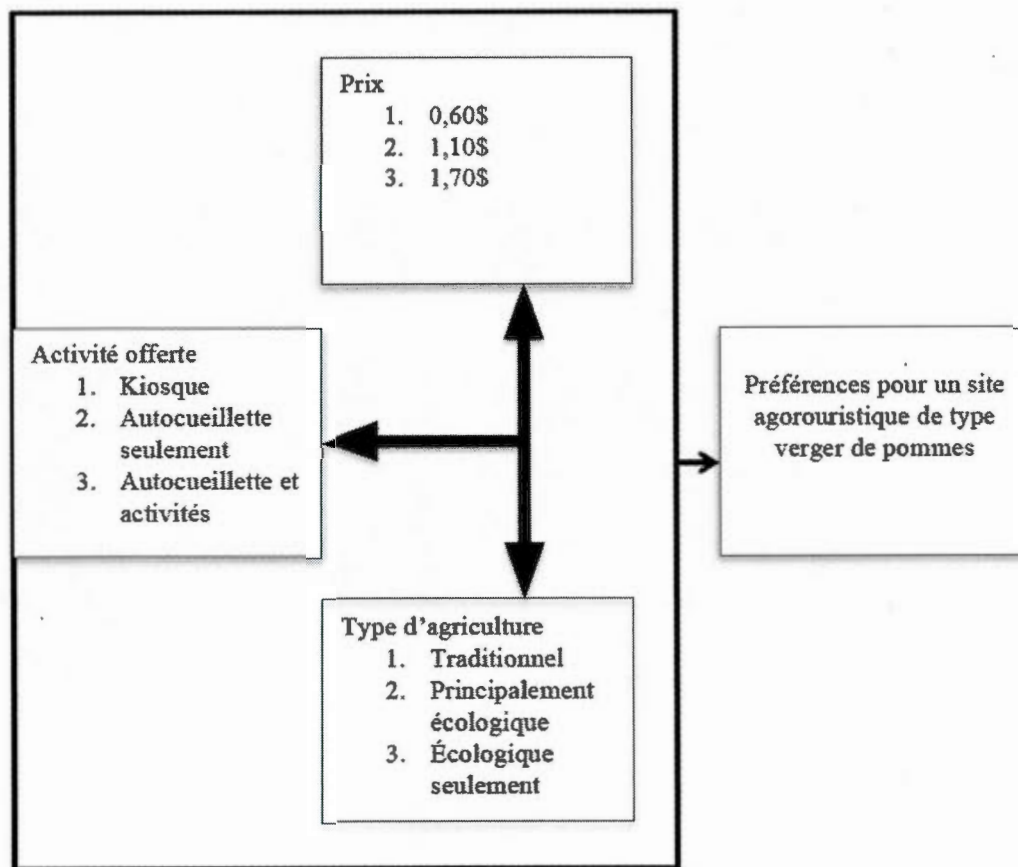 Prix
1. 0,60$
2. 1,10$
3. 1,70$
Activité offerte
1. Kiosque
2. Autocueillette
seulement
3. Autocueillette et
activités
Préférences pour un site
agorouristique de type
verger de pommes
Type d'agriculture
1. Traditionnel
2. Principalement
écologique
3. Écologique
seulement